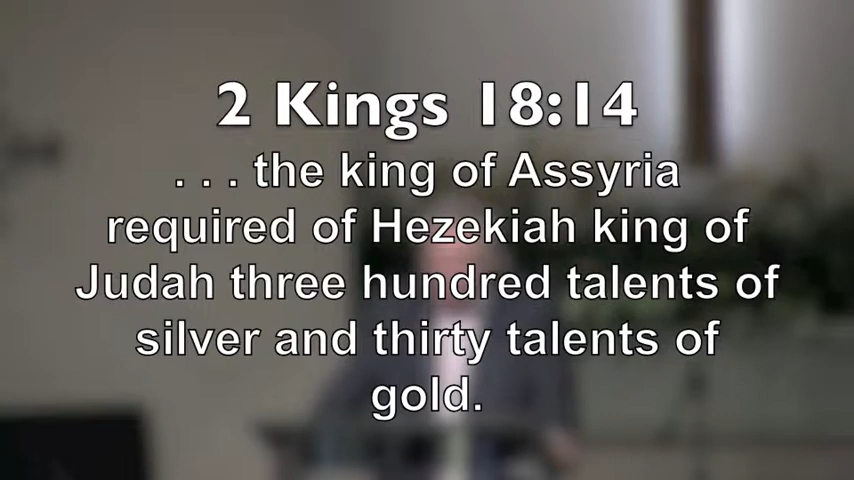 2 Kings 18:14
. . . the king of Assyria
required of Hezekiah king of
Judah three hundred talents of
silver and thirty talents of
gold.